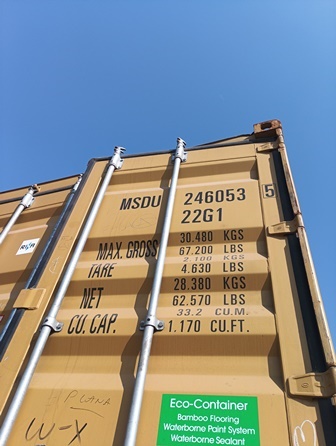 MSDU 246053 5
22G1
MAX. GROSS 30.480 KGS
67.200 LBS
TARE 2.100 KGS
4.630 LBS
NET 28.380 KGS
62.570 LBS
CU. CAP. 33.2 CU.M.
1.170 CU.FT.
Eco-Container
Bamboo Flooring
Waterborne Paint System
Waterborne Sealant
W-X